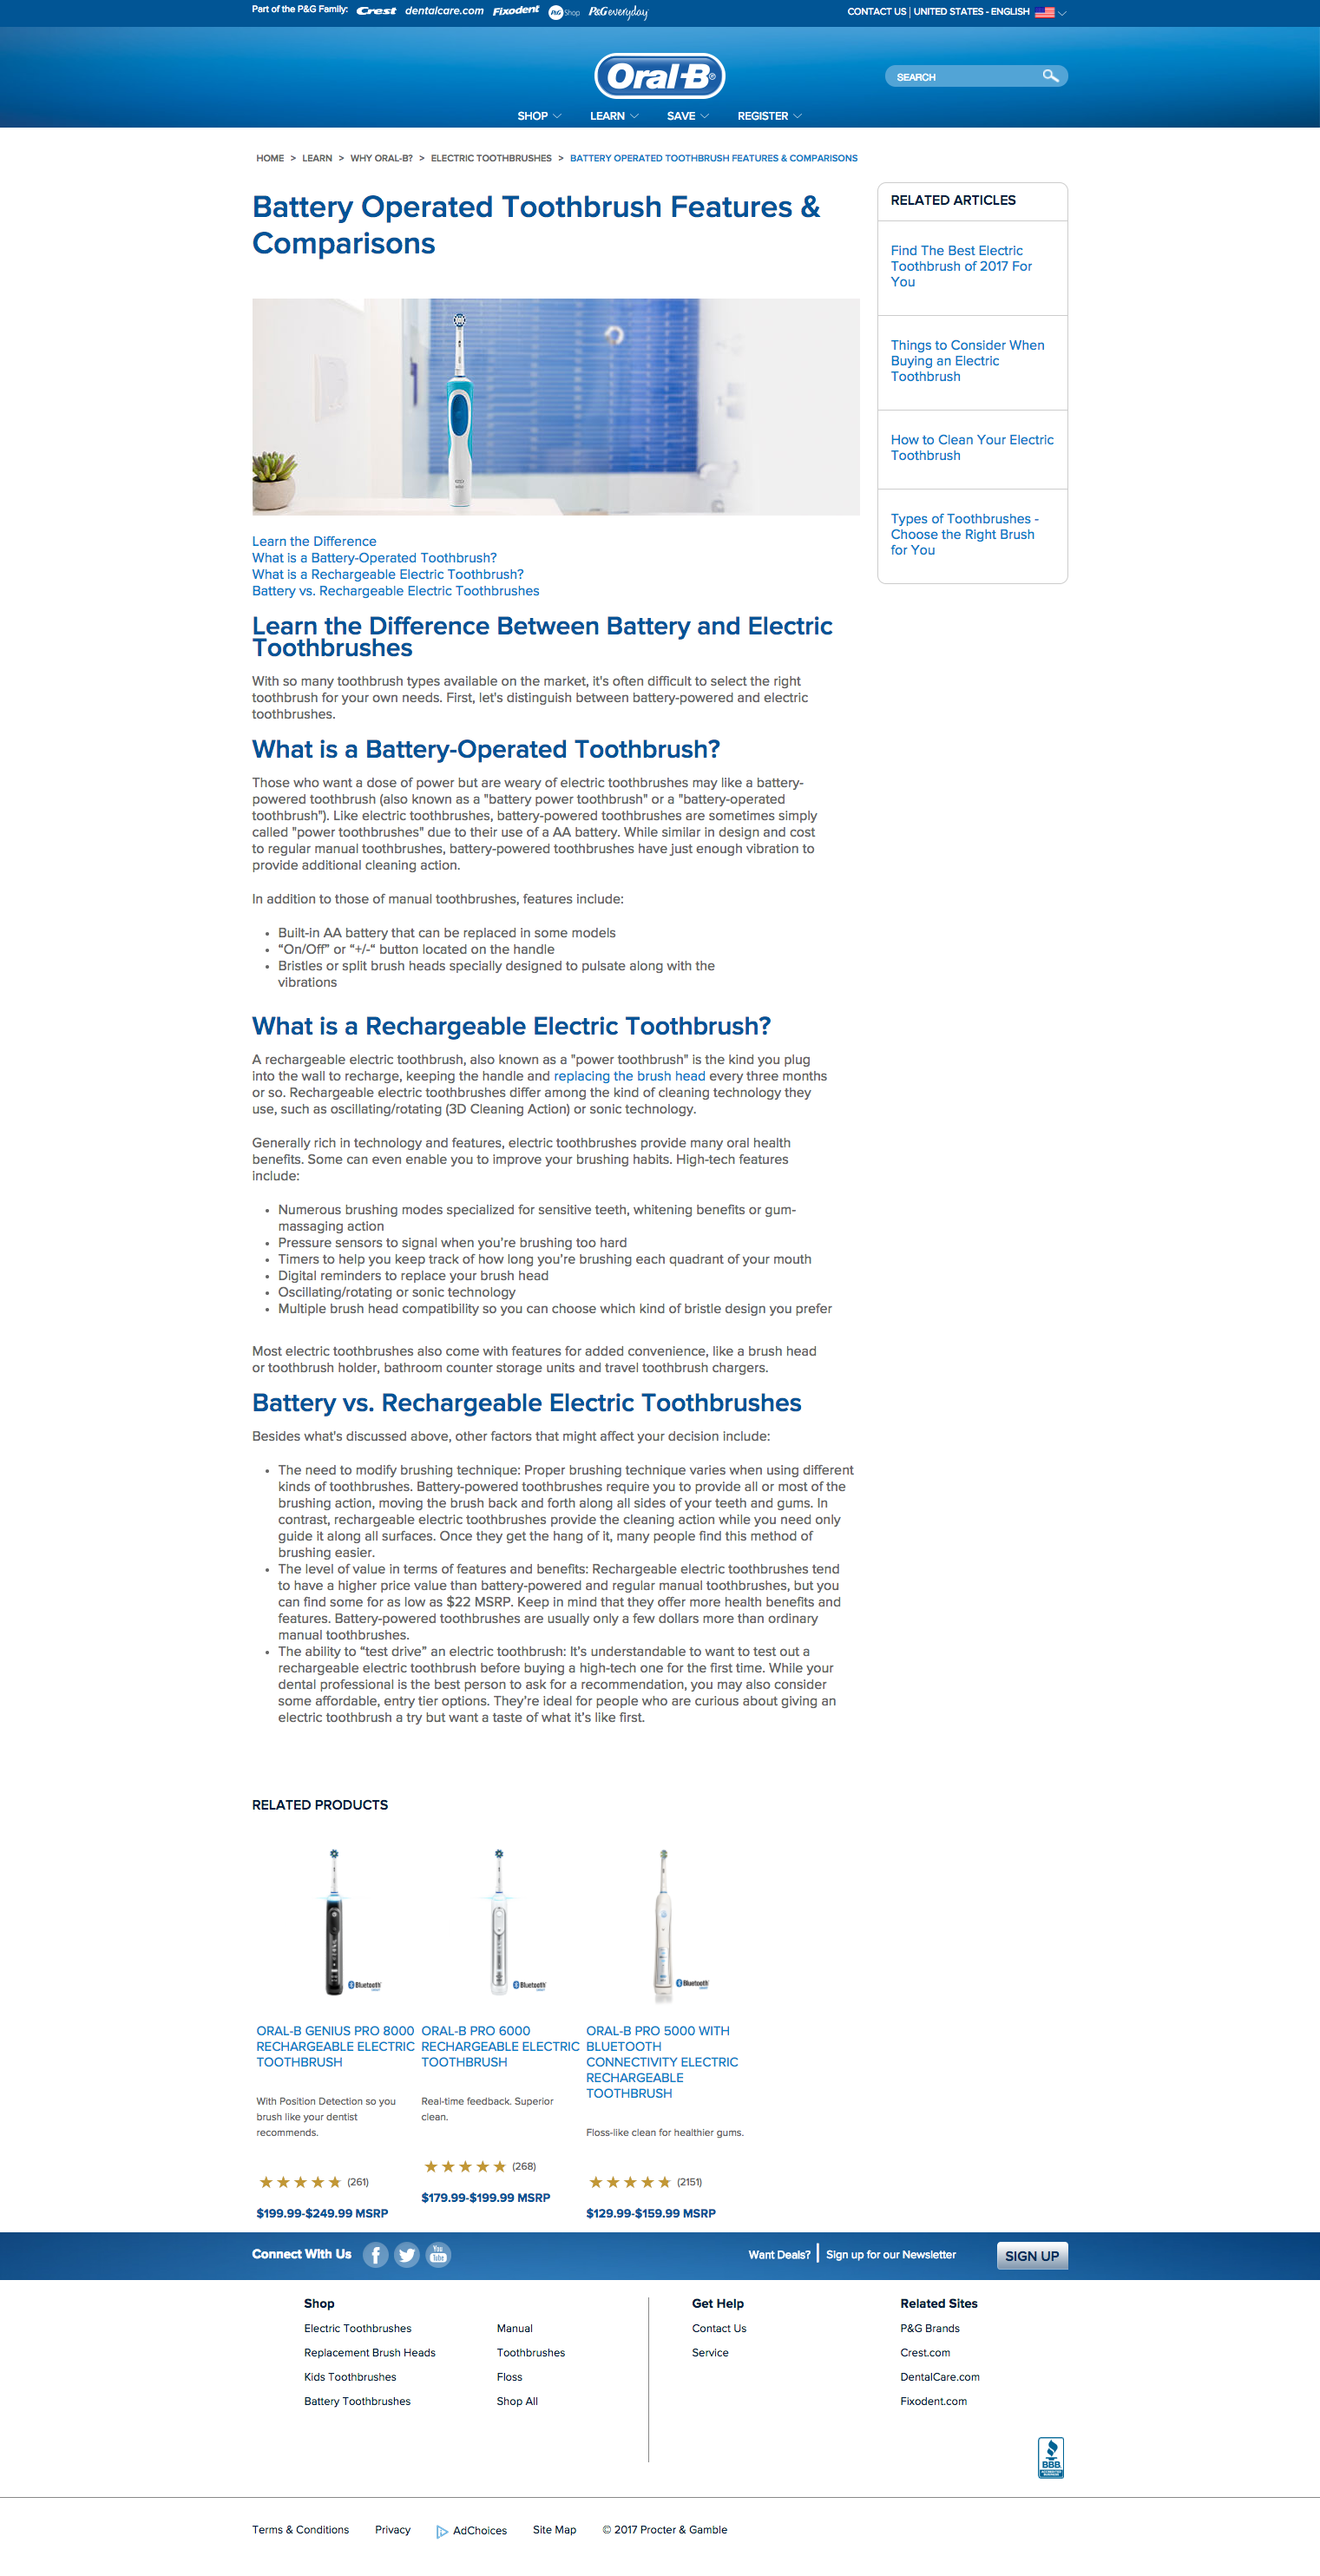 Part of the P&G Family: Crest dentalcare.com Fixodent P&G Shop P&G everyday
CONTACT US | UNITED STATES - ENGLISH
Oral-B®
SEARCH
SHOP LEARN SAVE REGISTER
HOME > LEARN > WHY ORAL-B? > ELECTRIC TOOTHBRUSHES > BATTERY OPERATED TOOTHBRUSH FEATURES & COMPARISONS
Battery Operated Toothbrush Features &
Comparisons
Learn the Difference
What is a Battery-Operated Toothbrush?
What is a Rechargeable Electric Toothbrush?
Battery vs. Rechargeable Electric Toothbrushes
Learn the Difference Between Battery and Electric
Toothbrushes
With so many toothbrush types available on the market, it's often difficult to select the right
toothbrush for your own needs. First, let's distinguish between battery-powered and electric
toothbrushes.
What is a Battery-Operated Toothbrush?
Those who want a dose of power but are weary of electric toothbrushes may like a battery-
powered toothbrush (also known as a "battery power toothbrush" or a "battery-operated
toothbrush"). Like electric toothbrushes, battery-powered toothbrushes are sometimes simply
called "power toothbrushes" due to their use of a AA battery. While similar in design and cost
to regular manual toothbrushes, battery-powered toothbrushes have just enough vibration to
provide additional cleaning action.
In addition to those of manual toothbrushes, features include:
• Built-in AA battery that can be replaced in some models
• “On/Off” or “+/-“ button located on the handle
• Bristles or split brush heads specially designed to pulsate along with the
vibrations
What is a Rechargeable Electric Toothbrush?
A rechargeable electric toothbrush, also known as a "power toothbrush" is the kind you plug
into the wall to recharge, keeping the handle and replacing the brush head every three months
or so. Rechargeable electric toothbrushes differ among the kind of cleaning technology they
use, such as oscillating/rotating (3D Cleaning Action) or sonic technology.
Generally rich in technology and features, electric toothbrushes provide many oral health
benefits. Some can even enable you to improve your brushing habits. High-tech features
include:
• Numerous brushing modes specialized for sensitive teeth, whitening benefits or gum-
massaging action
• Pressure sensors to signal when you’re brushing too hard
• Timers to help you keep track of how long you’re brushing each quadrant of your mouth
• Digital reminders to replace your brush head
• Oscillating/rotating or sonic technology
• Multiple brush head compatibility so you can choose which kind of bristle design you prefer
Most electric toothbrushes also come with features for added convenience, like a brush head
or toothbrush holder, bathroom counter storage units and travel toothbrush chargers.
Battery vs. Rechargeable Electric Toothbrushes
Besides what's discussed above, other factors that might affect your decision include:
• The need to modify brushing technique: Proper brushing technique varies when using different
kinds of toothbrushes. Battery-powered toothbrushes require you to provide all or most of the
brushing action, moving the brush back and forth along all sides of your teeth and gums. In
contrast, rechargeable electric toothbrushes provide the cleaning action while you need only
guide it along all surfaces. Once they get the hang of it, many people find this method of
brushing easier.
• The level of value in terms of features and benefits: Rechargeable electric toothbrushes tend
to have a higher price value than battery-powered and regular manual toothbrushes, but you
can find some for as low as $22 MSRP. Keep in mind that they offer more health benefits and
features. Battery-powered toothbrushes are usually only a few dollars more than ordinary
manual toothbrushes.
• The ability to “test drive” an electric toothbrush: It’s understandable to want to test out a
rechargeable electric toothbrush before buying a high-tech one for the first time. While your
dental professional is the best person to ask for a recommendation, you may also consider
some affordable, entry tier options. They’re ideal for people who are curious about giving an
electric toothbrush a try but want a taste of what it’s like first.
RELATED ARTICLES
Find The Best Electric
Toothbrush of 2017 For
You
Things to Consider When
Buying an Electric
Toothbrush
How to Clean Your Electric
Toothbrush
Types of Toothbrushes -
Choose the Right Brush
for You
RELATED PRODUCTS
Bluetooth
ORAL-B GENIUS PRO 8000
RECHARGEABLE ELECTRIC
TOOTHBRUSH
With Position Detection so you
brush like your dentist
recommends.
(261)
$199.99-$249.99 MSRP
Bluetooth
ORAL-B PRO 6000
RECHARGEABLE ELECTRIC
TOOTHBRUSH
Real-time feedback. Superior
clean.
(268)
$179.99-$199.99 MSRP
Bluetooth
ORAL-B PRO 5000 WITH
BLUETOOTH
CONNECTIVITY ELECTRIC
RECHARGEABLE
TOOTHBRUSH
Floss-like clean for healthier gums.
(2151)
$129.99-$159.99 MSRP
Connect With Us
You Tube
Want Deals? | Sign up for our Newsletter
SIGN UP
Shop
Electric Toothbrushes
Replacement Brush Heads
Kids Toothbrushes
Battery Toothbrushes
Manual
Toothbrushes
Floss
Shop All
Get Help
Contact Us
Service
Related Sites
P&G Brands
Crest.com
DentalCare.com
Fixodent.com
BBB
Terms & Conditions Privacy AdChoices Site Map © 2017 Procter & Gamble